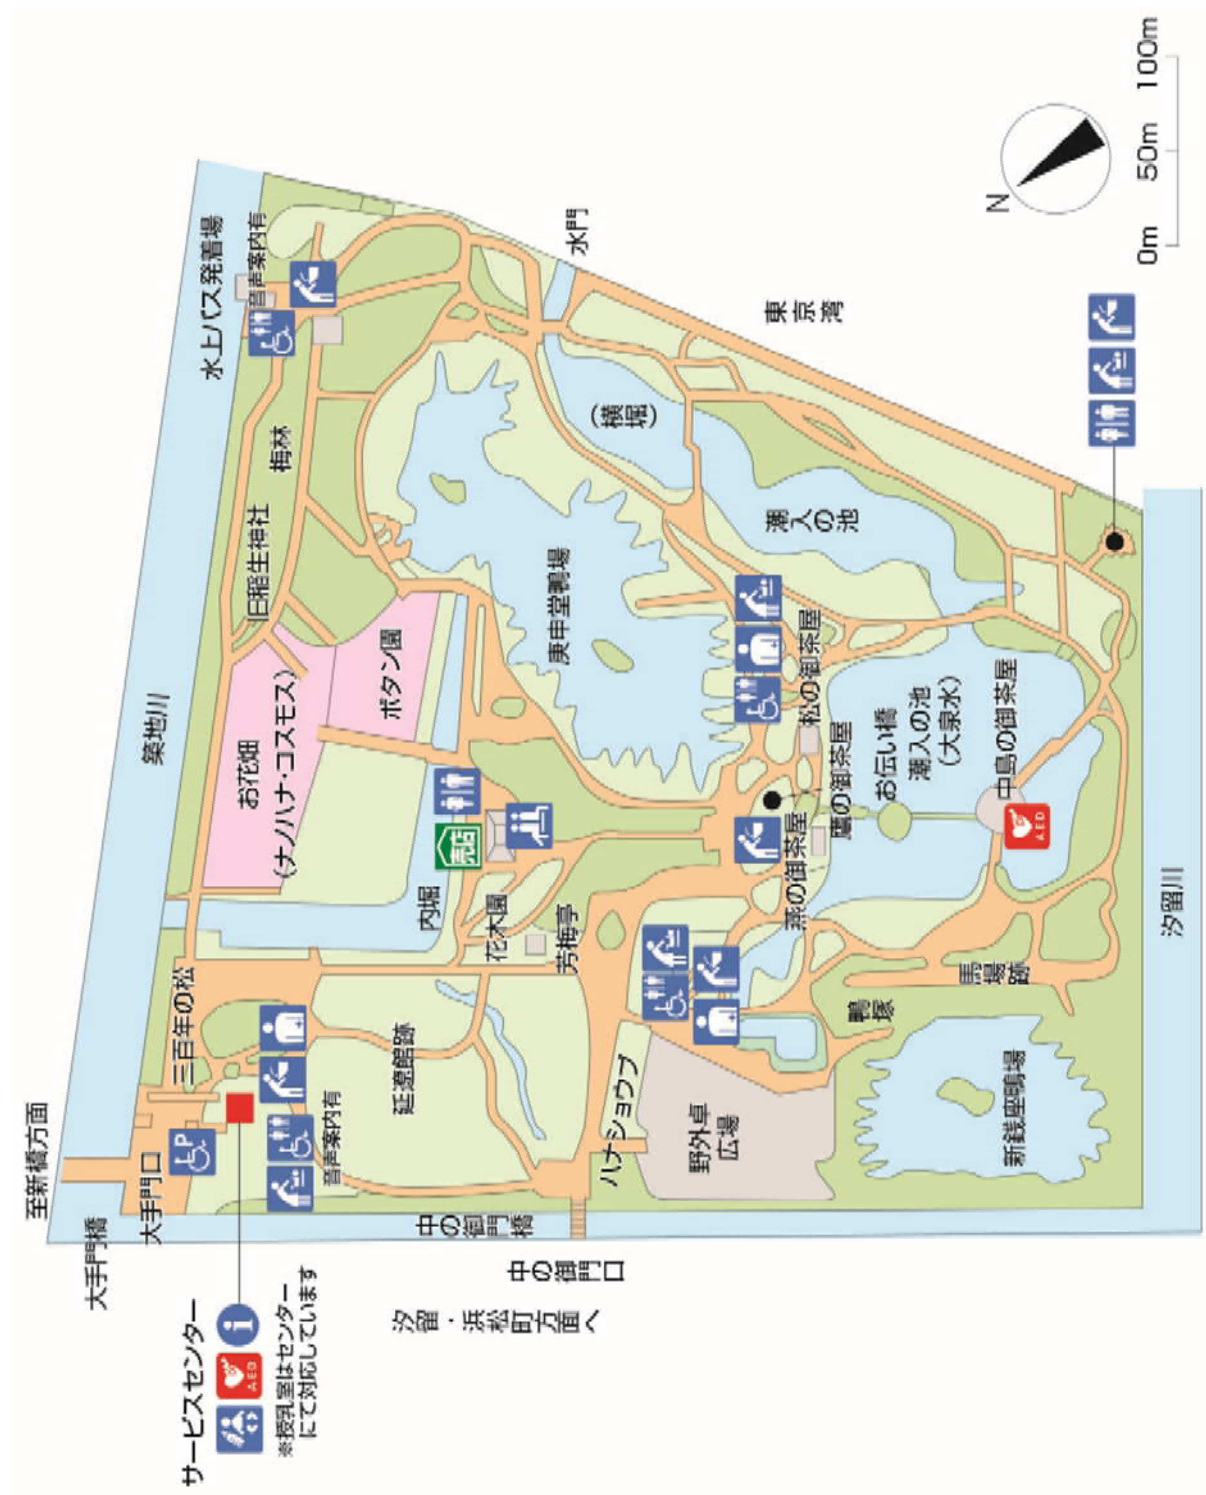 至新橋方面
大手門橋
大手門口
サービスセンター
i
AED
※授乳室はセンター
にて対応しています
P
三百年の松
音声案内有
築地川
お花畑
(ナノハナ・コスモス)
ボタン園
旧稲生神社
梅林
水上バス発着場
音声案内有
水門
東京湾
内堀
売店
花木園
芳梅亭
延遼館跡
中の御門橋
中の御門口
汐留・浜松町方面へ
ハナショウブ
野外卓
広場
庚申堂鴨場
(横
堀)
潮入の池
松の御茶屋
鷹の御茶屋
燕の御茶屋
お伝い橋
潮入の池
(大泉水)
中島の御茶屋
AED
馬場
跡
鴨
塚
新銭座鴨場
汐留川
N
0m 50m 100m